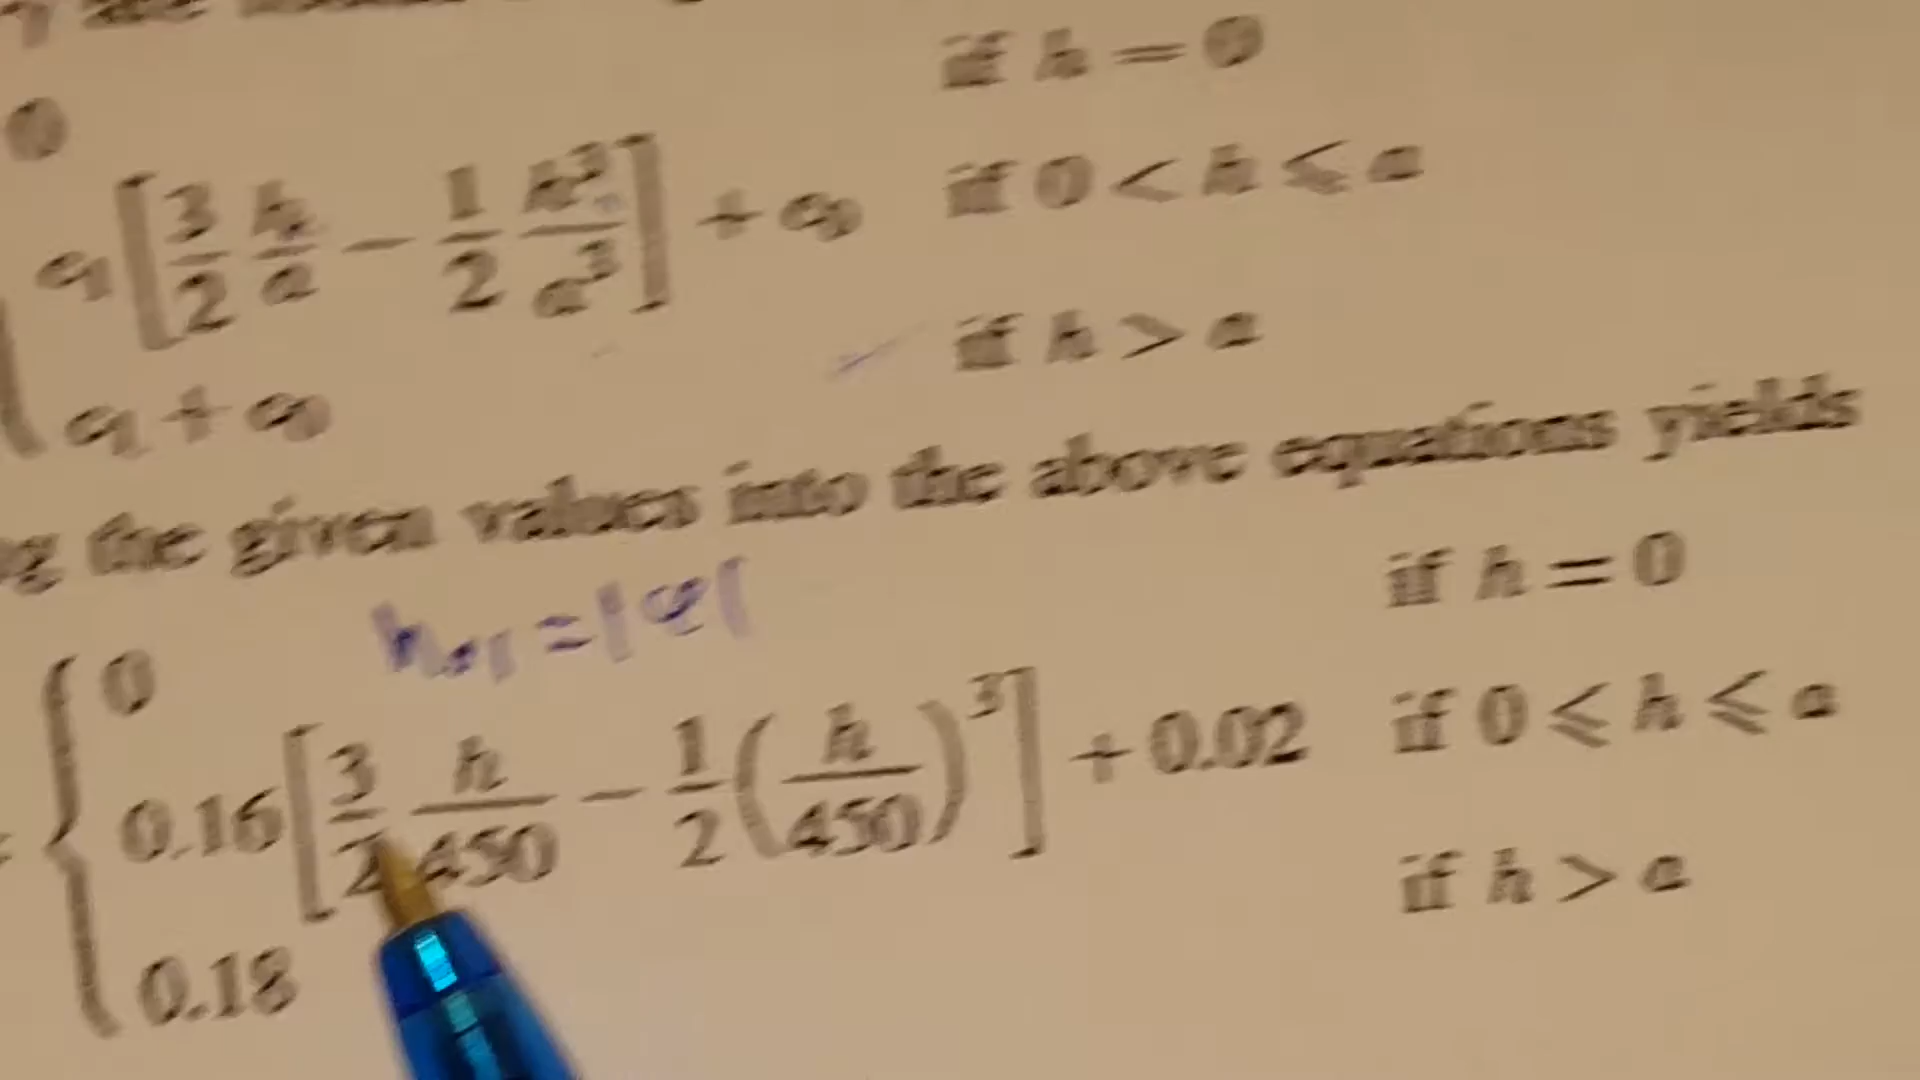 if h = 0
0
c₁[3/2 h/a − 1/2 h³/a³] + c₀ if 0 < h ⩽ a
c₁ + c₀ if h > a
the given values into the above equations yields
0 if h = 0
0.16[3/2 h/450 − 1/2 (h/450)³] + 0.02 if 0 ⩽ h ⩽ a
0.18 if h > a